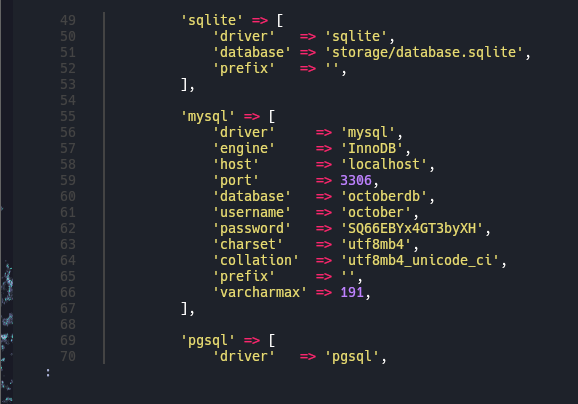 49 'sqlite' => [
50 'driver' => 'sqlite',
51 'database' => 'storage/database.sqlite',
52 'prefix' => '',
53 ],
54
55 'mysql' => [
56 'driver' => 'mysql',
57 'engine' => 'InnoDB',
58 'host' => 'localhost',
59 'port' => 3306,
60 'database' => 'octoberdb',
61 'username' => 'october',
62 'password' => 'SQ66EBYx4GT3byXH',
63 'charset' => 'utf8mb4',
64 'collation' => 'utf8mb4_unicode_ci',
65 'prefix' => '',
66 'varcharmax' => 191,
67 ],
68
69 'pgsql' => [
70 'driver' => 'pgsql',
: